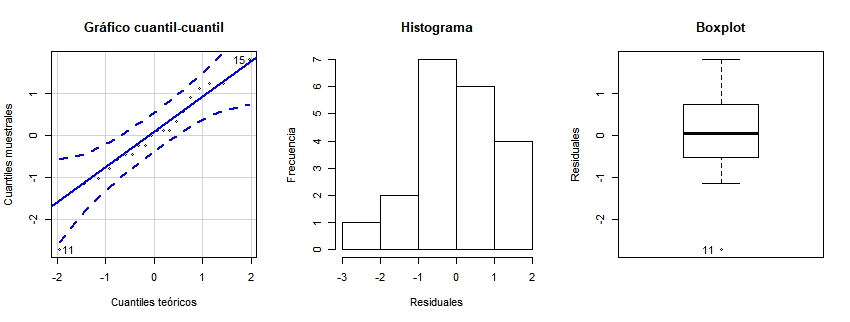 Gráfico cuantil-cuantil
Cuantiles muestrales
1
0
-1
-2
15
11
-2 -1 0 1 2
Cuantiles teóricos
Histograma
Frecuencia
7
6
5
4
3
2
1
0
-3 -2 -1 0 1 2
Residuales
Boxplot
Residuales
1
0
-1
-2
11